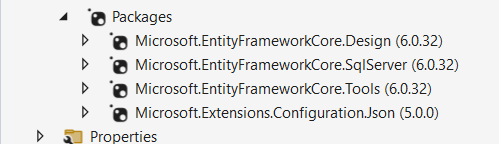 Packages
Microsoft.EntityFrameworkCore.Design (6.0.32)
Microsoft.EntityFrameworkCore.SqlServer (6.0.32)
Microsoft.EntityFrameworkCore.Tools (6.0.32)
Microsoft.Extensions.Configuration.Json (5.0.0)
Properties